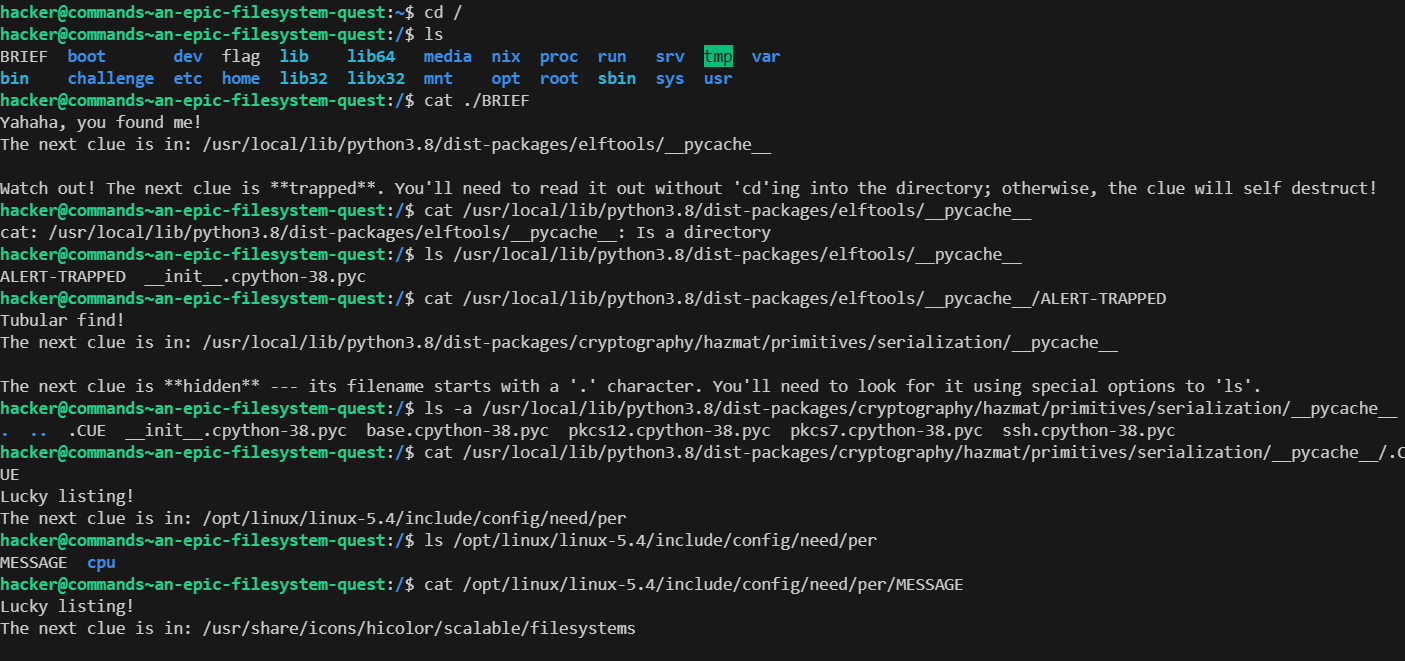 hacker@commands~an-epic-filesystem-quest:~$ cd /
hacker@commands~an-epic-filesystem-quest:/$ ls
BRIEF  boot       dev  flag  lib    lib64   media  nix  proc  run   srv  tmp  var
bin    challenge  etc  home  lib32  libx32  mnt    opt  root  sbin  sys  usr
hacker@commands~an-epic-filesystem-quest:/$ cat ./BRIEF
Yahaha, you found me!
The next clue is in: /usr/local/lib/python3.8/dist-packages/elftools/__pycache__

Watch out! The next clue is **trapped**. You'll need to read it out without 'cd'ing into the directory; otherwise, the clue will self destruct!
hacker@commands~an-epic-filesystem-quest:/$ cat /usr/local/lib/python3.8/dist-packages/elftools/__pycache__
cat: /usr/local/lib/python3.8/dist-packages/elftools/__pycache__: Is a directory
hacker@commands~an-epic-filesystem-quest:/$ ls /usr/local/lib/python3.8/dist-packages/elftools/__pycache__
ALERT-TRAPPED  __init__.cpython-38.pyc
hacker@commands~an-epic-filesystem-quest:/$ cat /usr/local/lib/python3.8/dist-packages/elftools/__pycache__/ALERT-TRAPPED
Tubular find!
The next clue is in: /usr/local/lib/python3.8/dist-packages/cryptography/hazmat/primitives/serialization/__pycache__

The next clue is **hidden** --- its filename starts with a '.' character. You'll need to look for it using special options to 'ls'.
hacker@commands~an-epic-filesystem-quest:/$ ls -a /usr/local/lib/python3.8/dist-packages/cryptography/hazmat/primitives/serialization/__pycache__
.  ..  .CUE  __init__.cpython-38.pyc  base.cpython-38.pyc  pkcs12.cpython-38.pyc  pkcs7.cpython-38.pyc  ssh.cpython-38.pyc
hacker@commands~an-epic-filesystem-quest:/$ cat /usr/local/lib/python3.8/dist-packages/cryptography/hazmat/primitives/serialization/__pycache__/.C
UE
Lucky listing!
The next clue is in: /opt/linux/linux-5.4/include/config/need/per
hacker@commands~an-epic-filesystem-quest:/$ ls /opt/linux/linux-5.4/include/config/need/per
MESSAGE  cpu
hacker@commands~an-epic-filesystem-quest:/$ cat /opt/linux/linux-5.4/include/config/need/per/MESSAGE
Lucky listing!
The next clue is in: /usr/share/icons/hicolor/scalable/filesystems